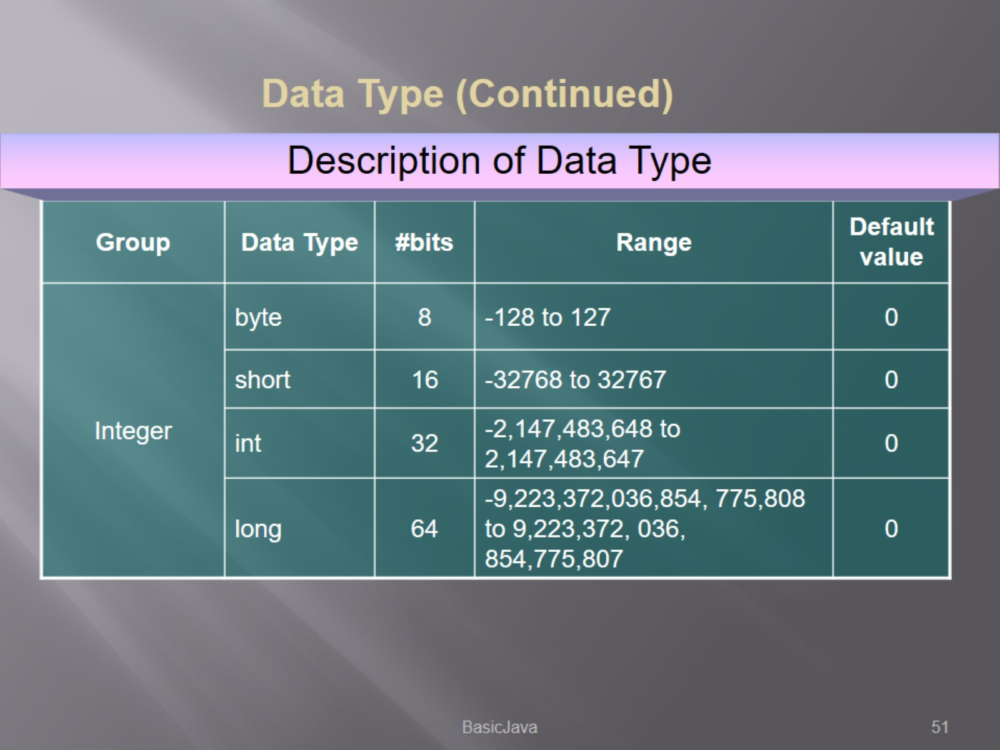 Data Type (Continued)
Description of Data Type
Group Data Type #bits Range Default
value
Integer
byte 8 -128 to 127 0
short 16 -32768 to 32767 0
int 32 -2,147,483,648 to
2,147,483,647 0
long 64 -9,223,372,036,854, 775,808
to 9,223,372, 036,
854,775,807 0
BasicJava 51